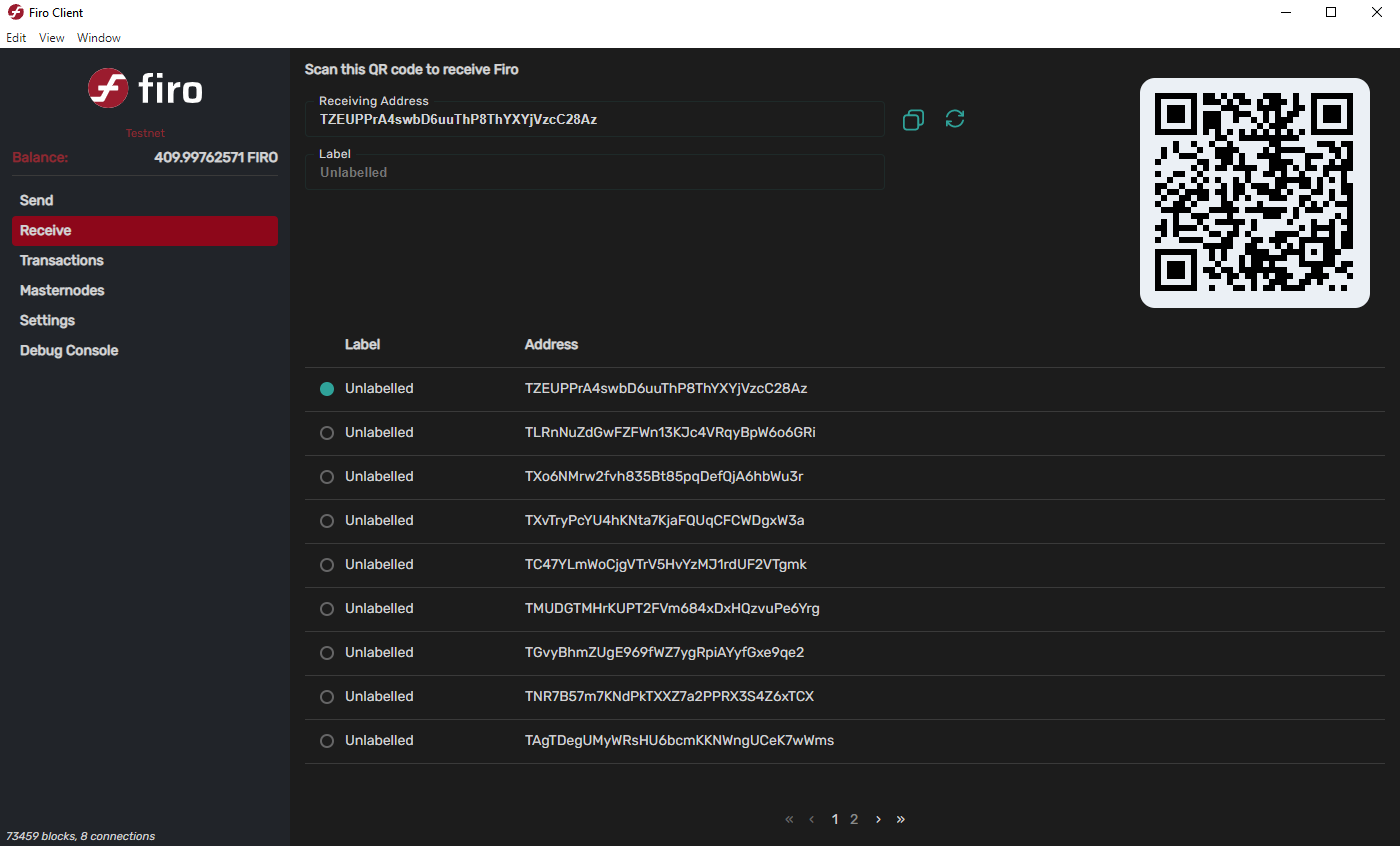 Firo Client
Edit View Window
firo
Testnet
Balance: 409.99762571 FIRO
Send
Receive
Transactions
Masternodes
Settings
Debug Console
73459 blocks, 8 connections
Scan this QR code to receive Firo
Receiving Address
TZEUPPrA4swbD6uuThP8ThYXYjVzcC28Az
Label
Unlabelled
Label Address
Unlabelled TZEUPPrA4swbD6uuThP8ThYXYjVzcC28Az
Unlabelled TLRnNuZdGwFZFWn13KJc4VRqyBpW6o6GRi
Unlabelled TXo6NMrw2fvh835Bt85pqDefQjA6hbWu3r
Unlabelled TXvTryPcYU4hKNta7KjaFQUqCFCWDgxW3a
Unlabelled TC47YLmWoCjgVTrV5HvYzMJ1rdUF2VTgmk
Unlabelled TMUDGTMHrKUPT2FVm684xDxHQzvuPe6Yrg
Unlabelled TGvyBhmZUgE969fWZ7ygRpiAYyfGxe9qe2
Unlabelled TNR7B57m7KNdPkTXXZ7a2PPRX3S4Z6xTCX
Unlabelled TAgTDegUMyWRsHU6bcmKKNWngUCeK7wWms
« ‹ 1 2 › »